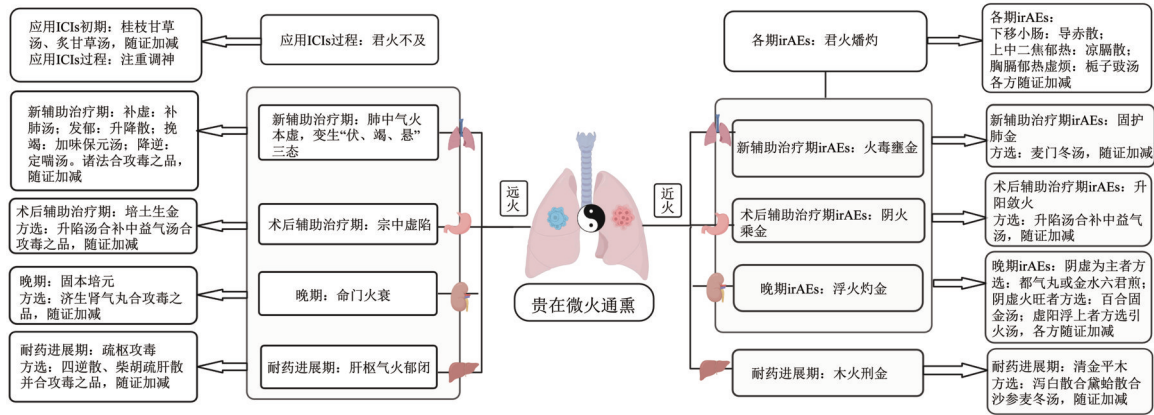 应用ICIs初期：桂枝甘草
汤、炙甘草汤，随证加减
应用ICIs过程：注重调神
应用ICIs过程：君火不及
新辅助治疗期：补虚：补
肺汤；发郁：升降散；挽
竭：加味保元汤；降逆：
定喘汤。诸法合攻毒之品，
随证加减
新辅助治疗期：肺中气火
本虚，变生“伏、竭、悬”
三态
术后辅助治疗期：培土生金
方选：升陷汤合补中益气汤合
攻毒之品，随证加减
术后辅助治疗期：宗中虚陷
晚期：固本培元
方选：济生肾气丸合攻毒之
品，随证加减
晚期：命门火衰
耐药进展期：疏枢攻毒
方选：四逆散、柴胡疏肝散
并合攻毒之品，随证加减
耐药进展期：肝枢气火郁闭
远
火
贵在微火通熏
近
火
各期irAEs：君火燔灼
各期irAEs：
下移小肠：导赤散；
上中二焦郁热：凉膈散；
胸膈郁热虚烦：栀子豉汤
各方随证加减
新辅助治疗期irAEs：火毒壅金
新辅助治疗期irAEs：固护
肺金
方选：麦门冬汤，随证加减
术后辅助治疗期irAEs：阴火
乘金
术后辅助治疗期irAEs：升
阳敛火
方选：升陷汤合补中益气
汤，随证加减
晚期irAEs：浮火灼金
晚期irAEs：阴虚为主者方
选：都气丸或金水六君煎；
阴虚火旺者方选：百合固
金汤；虚阳浮上者方选引
火汤，各方随证加减
耐药进展期：木火刑金
耐药进展期：清金平木
方选：泻白散合黛蛤散合
沙参麦冬汤，随证加减